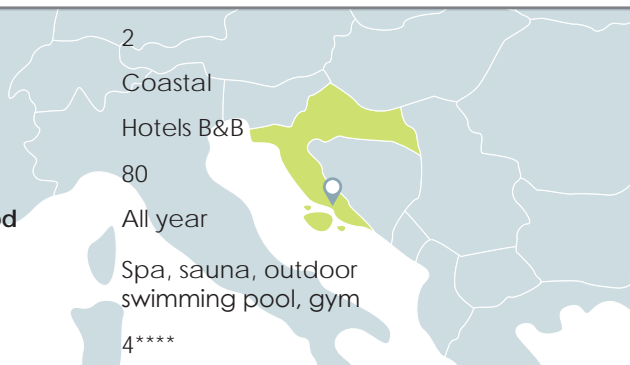 2
Coastal
Hotels B&B
80
All year
Spa, sauna, outdoor
swimming pool, gym
4****